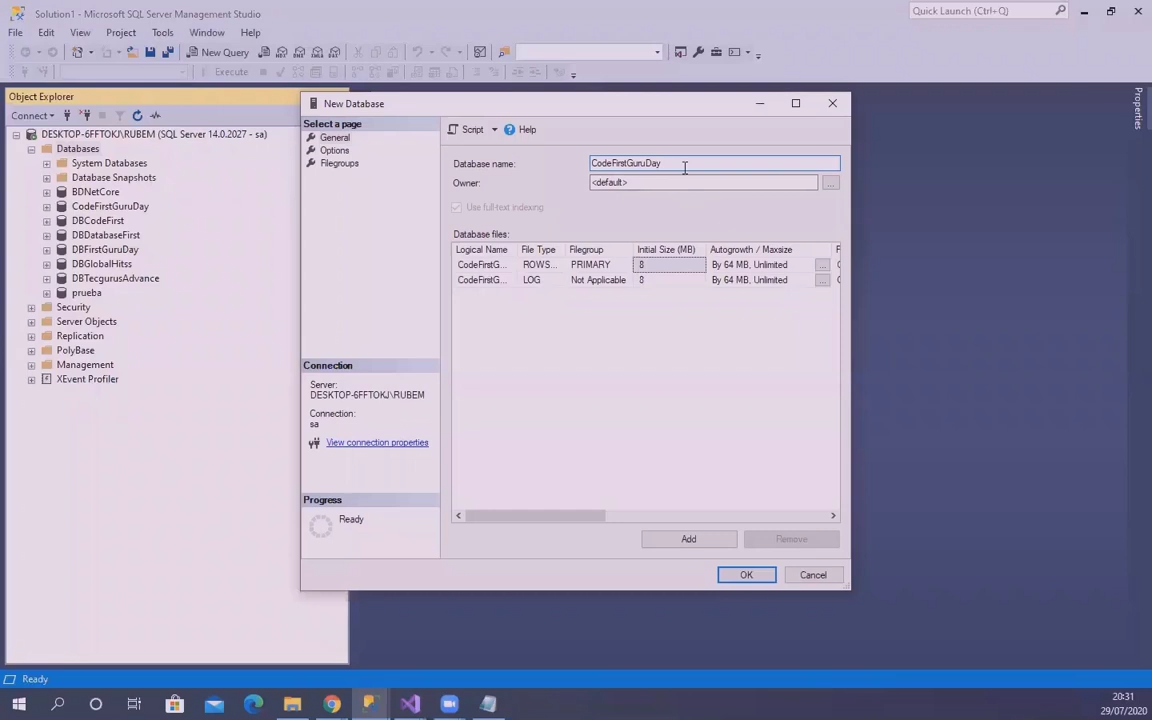 Solution1 - Microsoft SQL Server Management Studio
Quick Launch (Ctrl+Q)
File Edit View Project Tools Window Help
New Query
Execute
Object Explorer
Connect
DESKTOP-6FFTOKJ\RUBEM (SQL Server 14.0.2027 - sa)
Databases
System Databases
Database Snapshots
BDNetCore
CodeFirstGuruDay
DBCodeFirst
DBDatabaseFirst
DBFirstGuruDay
DBGlobalHitss
DBTecgurusAdvance
prueba
Security
Server Objects
Replication
PolyBase
Management
XEvent Profiler
New Database
Select a page
General
Options
Filegroups
Connection
Server:
DESKTOP-6FFTOKJ\RUBEM
Connection:
sa
View connection properties
Progress
Ready
Script Help
Database name: CodeFirstGuruDay
Owner: <default> ...
Use full-text indexing
Database files:
Logical Name File Type Filegroup Initial Size (MB) Autogrowth / Maxsize
CodeFirstG... ROWS... PRIMARY 8 By 64 MB, Unlimited ...
CodeFirstG... LOG Not Applicable 8 By 64 MB, Unlimited ...
Add Remove
OK Cancel
Properties
Ready
20:31
29/07/2020